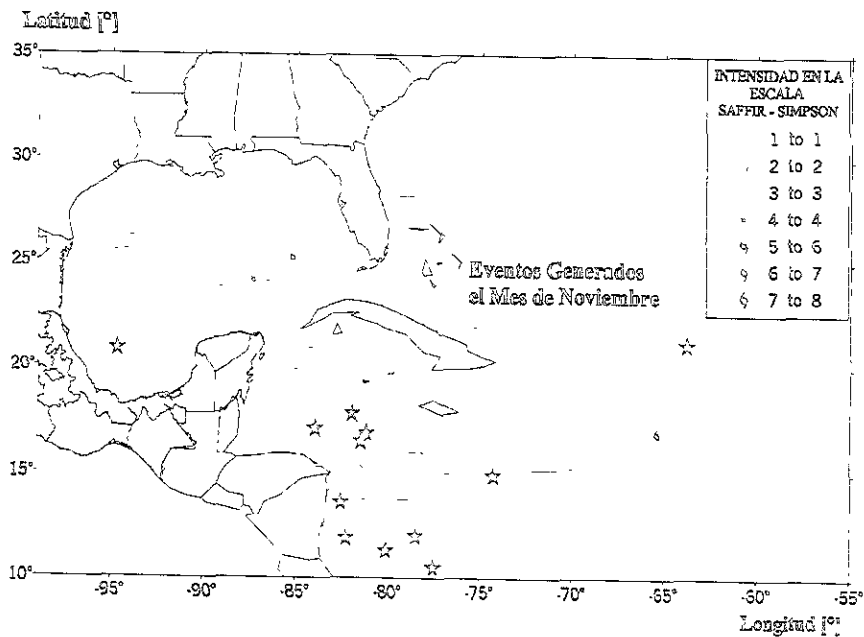 Latitud [°]
35°
30°
25°
20°
15°
10°
INTENSIDAD EN LA
ESCALA
SAFFIR - SIMPSON
1 to 1
2 to 2
3 to 3
4 to 4
5 to 6
6 to 7
7 to 8
Eventos Generados
el Mes de Noviembre
-95°
-90°
-85°
-80°
-75°
-70°
-65°
-60°
-55°
Longitud [°]